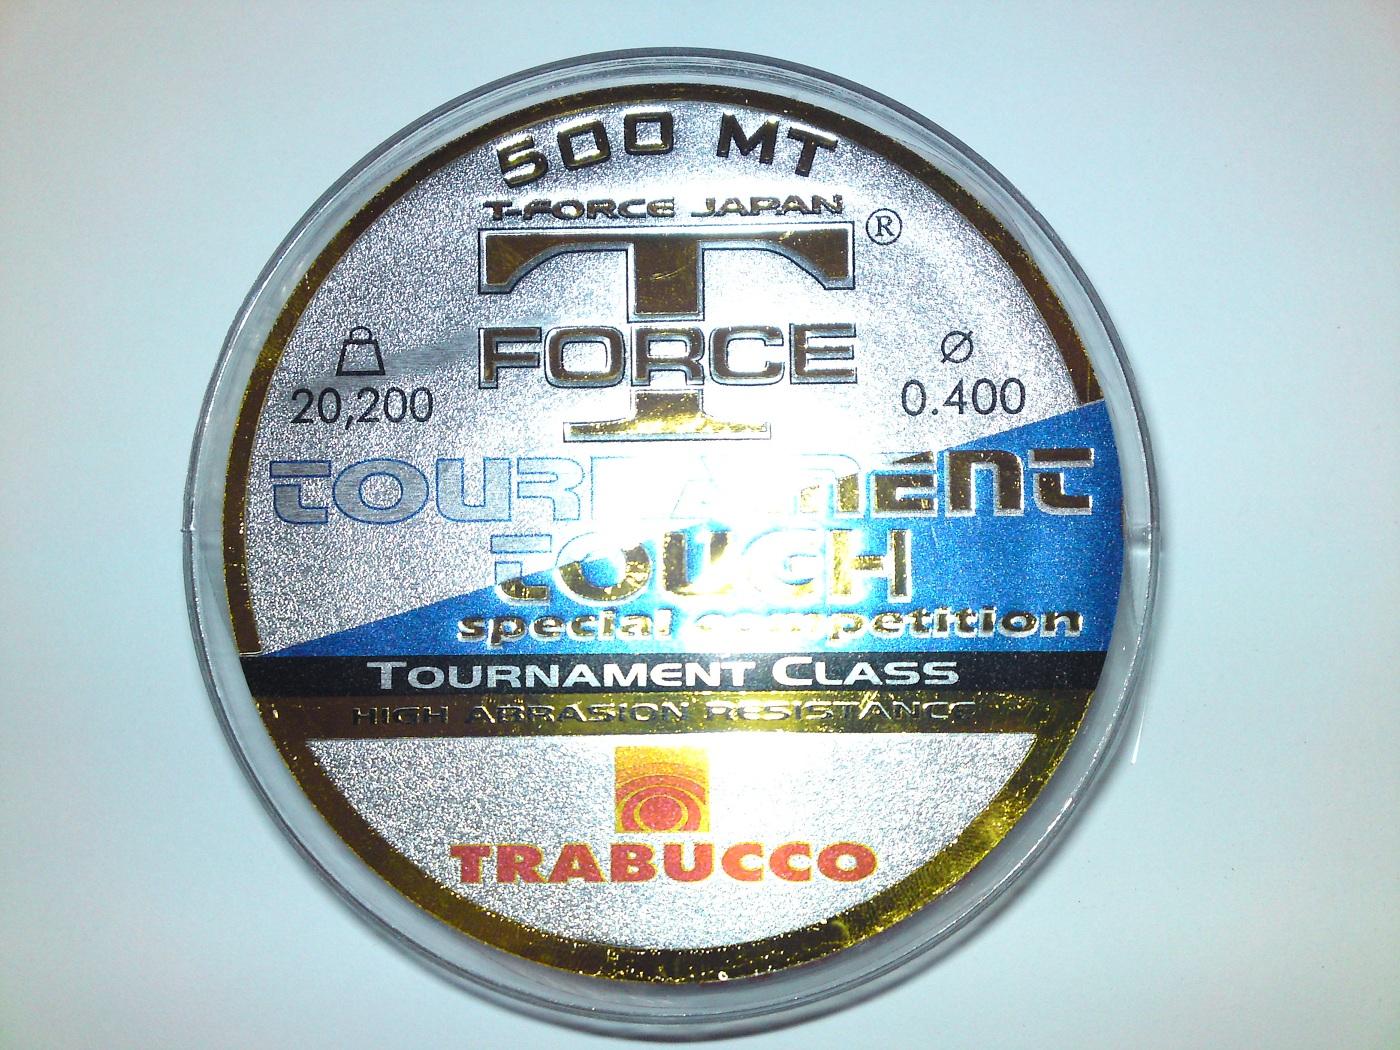 500 MT
T-FORCE JAPAN
T ®
FORCE
20,200
Ø
0.400
TOURNAMENT
TOUGH
special competition
TOURNAMENT CLASS
HIGH ABRASION RESISTANCE
TRABUCCO